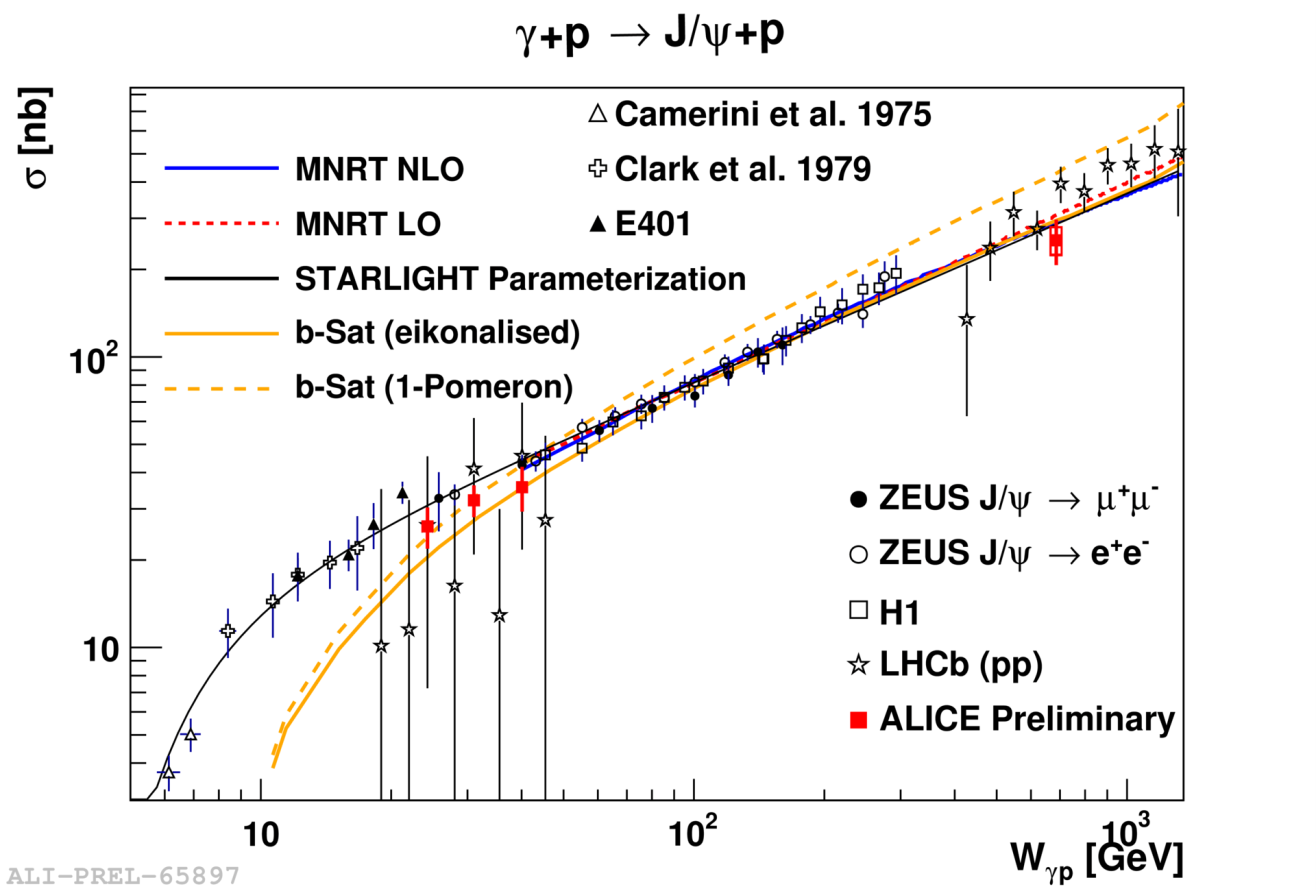 γ+p → J/ψ+p
σ [nb]
Camerini et al. 1975
MNRT NLO
Clark et al. 1979
MNRT LO
E401
STARLIGHT Parameterization
b-Sat (eikonalised)
b-Sat (1-Pomeron)
10²
10
ZEUS J/ψ → μ⁺μ⁻
ZEUS J/ψ → e⁺e⁻
H1
LHCb (pp)
ALICE Preliminary
10
10²
10³
Wγp [GeV]
ALI-PREL-65897